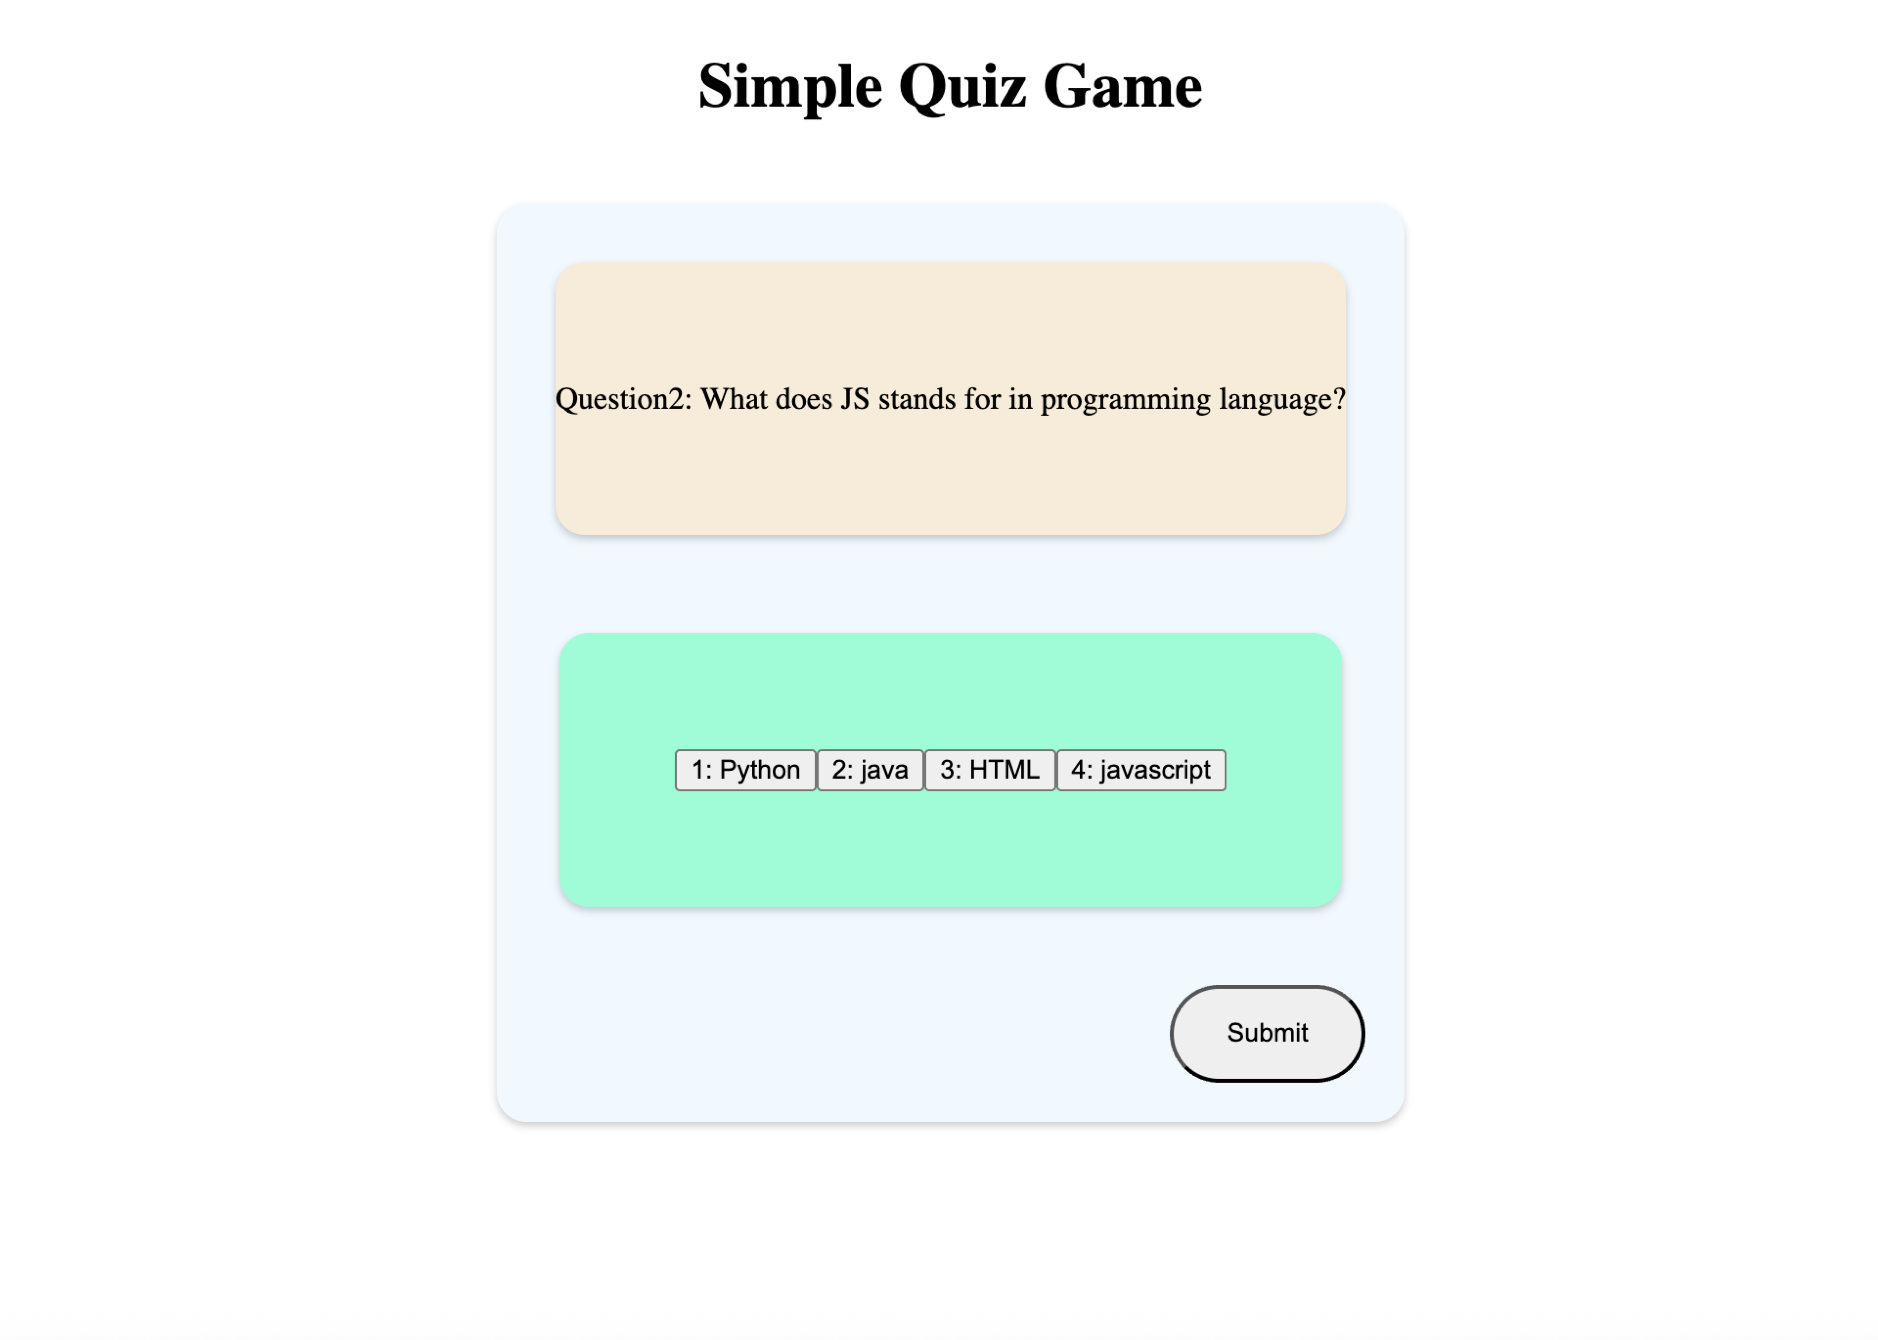 Simple Quiz Game
Question2: What does JS stands for in programming language?
1: Python 2: java 3: HTML 4: javascript
Submit